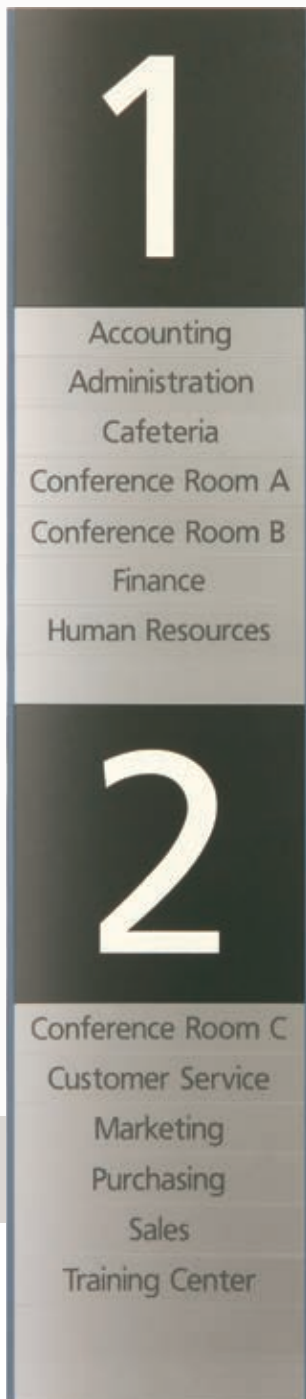 1
Accounting
Administration
Cafeteria
Conference Room A
Conference Room B
Finance
Human Resources
2
Conference Room C
Customer Service
Marketing
Purchasing
Sales
Training Center